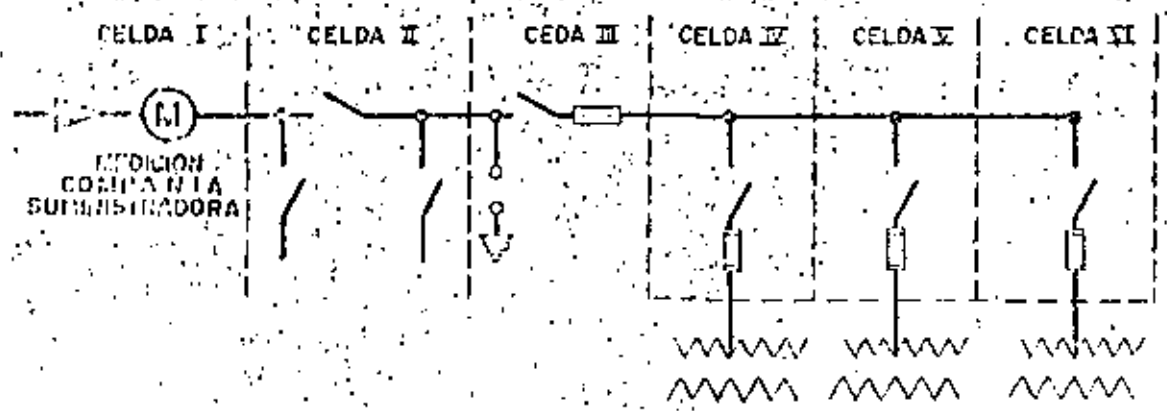 CELDA I
CELDA II
CEDA III
CELDA IV
CELDA V
CELDA VI
M
MEDICION
COMPAÑIA
SUMINISTRADORA